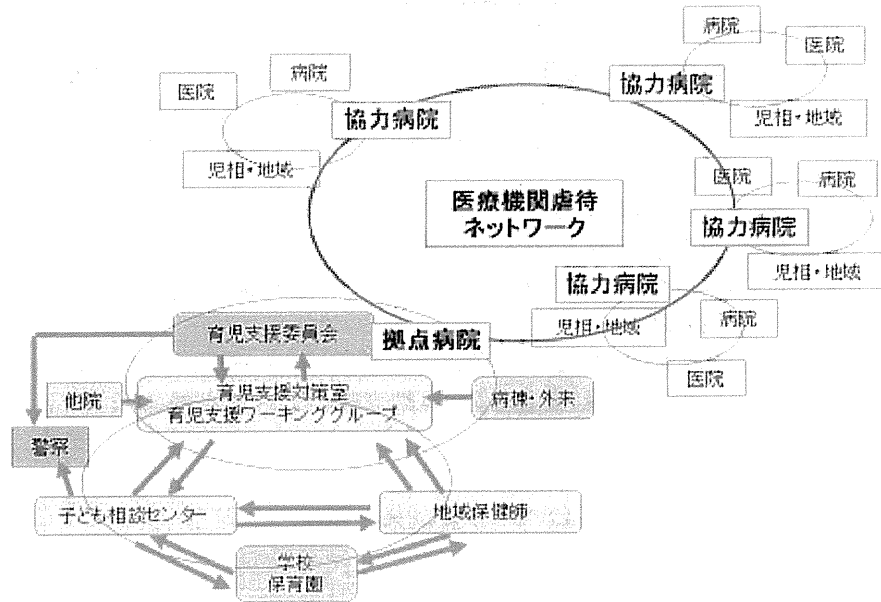 病院
医院
協力病院
児相・地域
病院
医院
協力病院
児相・地域
医療機関虐待
ネットワーク
医院
病院
協力病院
児相・地域
協力病院
児相・地域
病院
医院
育児支援委員会
拠点病院
他院
育児支援対策室
育児支援ワーキンググループ
病棟・外来
警察
子ども相談センター
地域保健師
学校
保育園